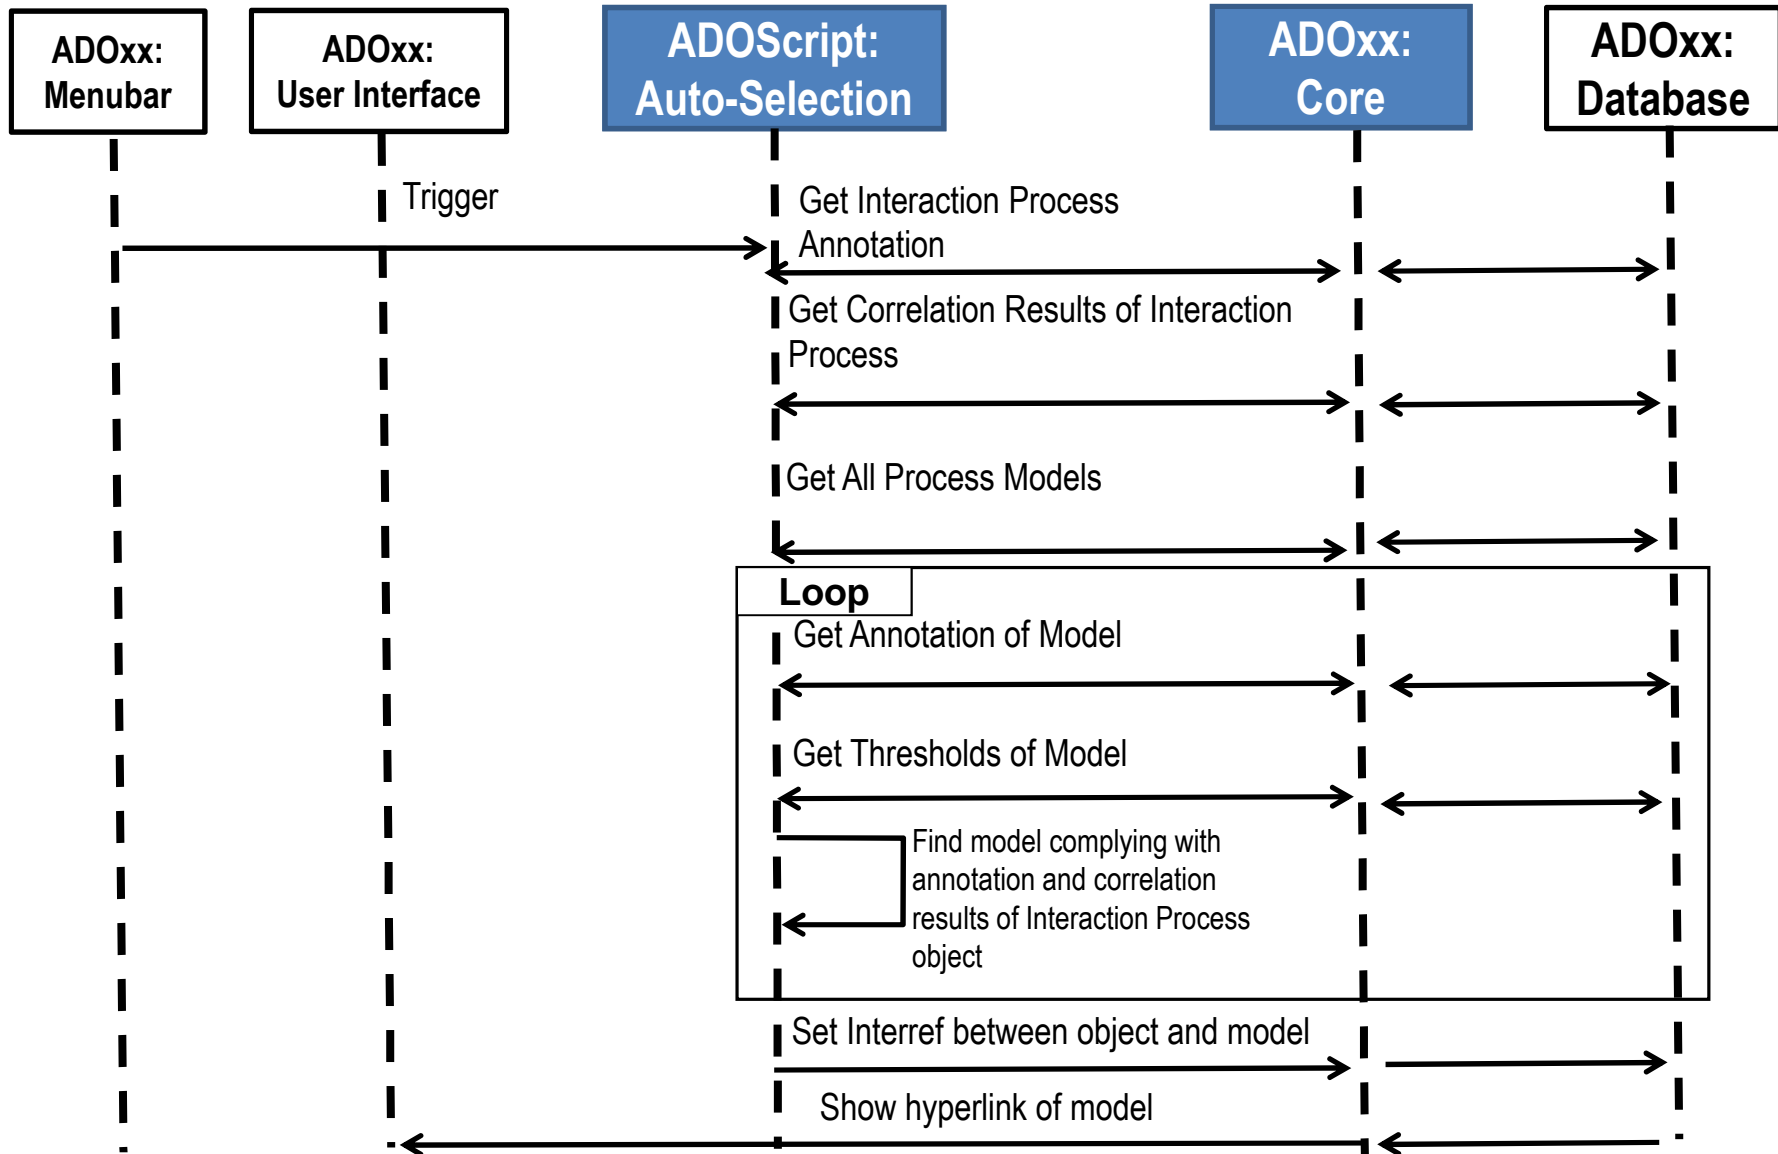 ADOxx:
Menubar
ADOxx:
User Interface
ADOScript:
Auto-Selection
ADOxx:
Core
ADOxx:
Database
Trigger
Get Interaction Process
Annotation
Get Correlation Results of Interaction
Process
Get All Process Models
Loop
Get Annotation of Model
Get Thresholds of Model
Find model complying with
annotation and correlation
results of Interaction Process
object
Set Interref between object and model
Show hyperlink of model